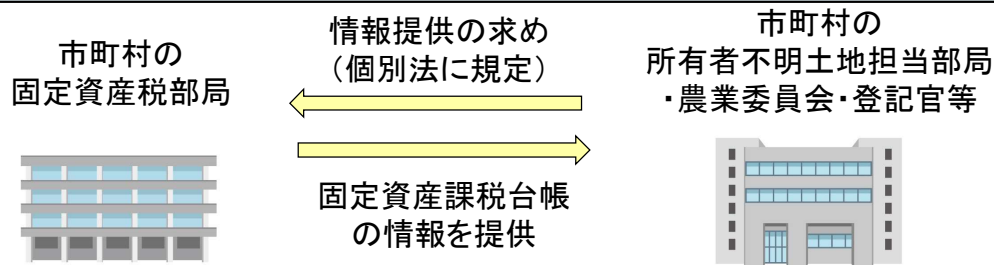 市町村の
固定資産税部局
情報提供の求め
（個別法に規定）
固定資産課税台帳
の情報を提供
市町村の
所有者不明土地担当部局
・農業委員会・登記官等